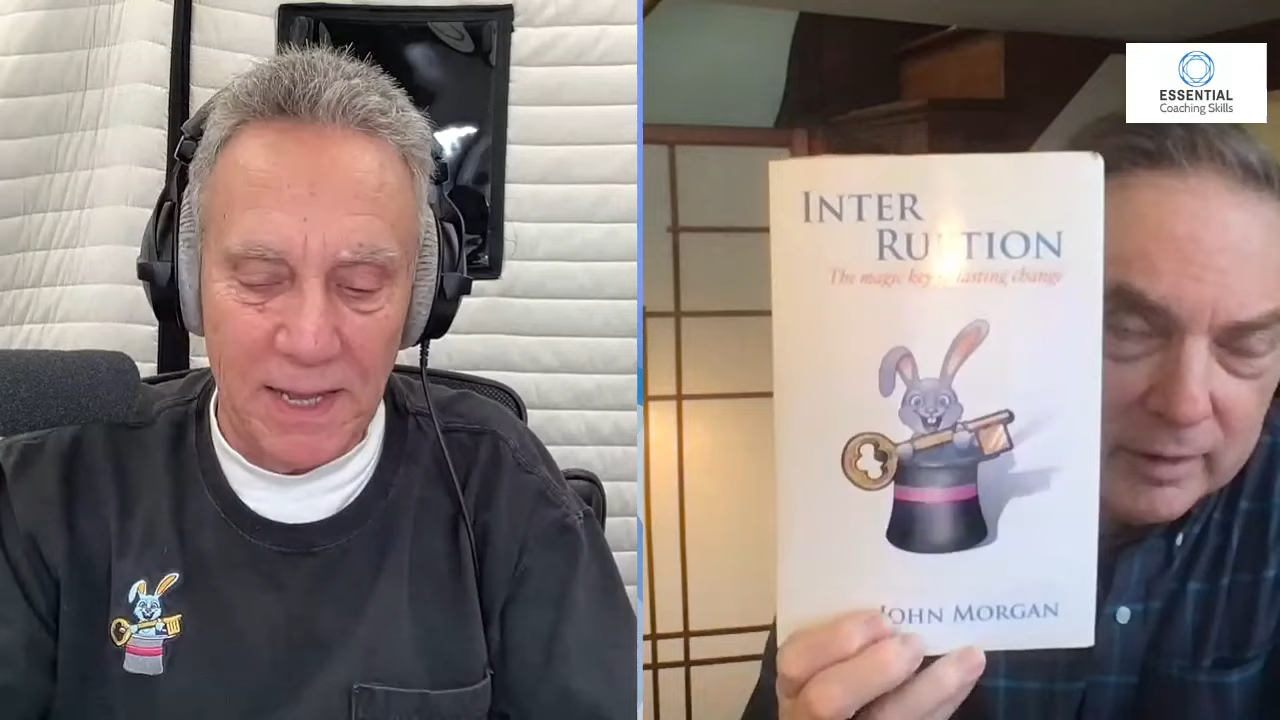 ESSENTIAL
Coaching Skills
INTER
RUPTION
The magic key lasting change
JOHN MORGAN